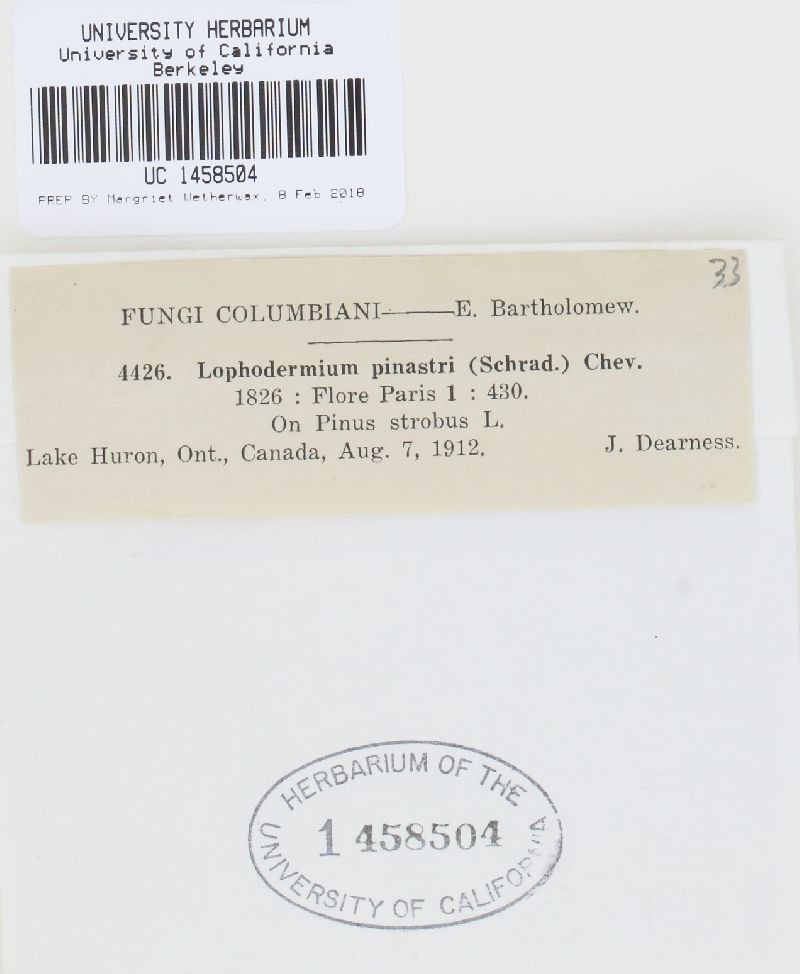 UNIVERSITY HERBARIUM
University of California
Berkeley
UC 1458504
PREP BY Margriet Wetherwax, 8 Feb 2018
33
FUNGI COLUMBIANI———E. Bartholomew.
4426. Lophodermium pinastri (Schrad.) Chev.
1826 : Flore Paris 1 : 430.
On Pinus strobus L.
Lake Huron, Ont., Canada, Aug. 7, 1912. J. Dearness.
HERBARIUM OF THE
1458504
UNIVERSITY OF CALIFORNIA